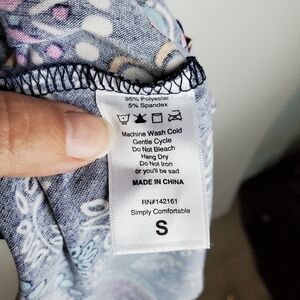 95% Polyester
5% Spandex
Machine Wash Cold
Gentle Cycle
Do Not Bleach
Hang Dry
Do Not Iron
or you'll be sad
MADE IN CHINA
RN#142161
Simply Comfortable
S